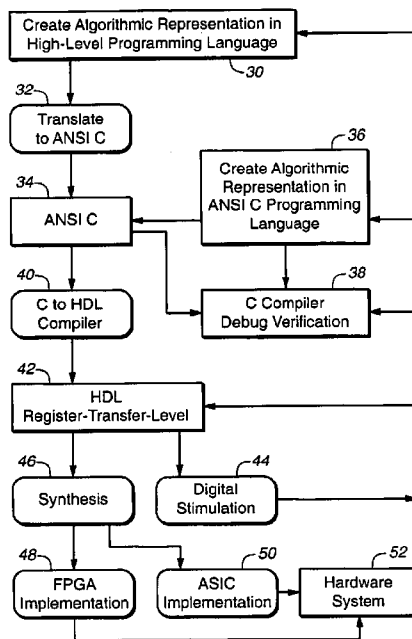 Create Algorithmic Representation in
High-Level Programming Language
30
32
Translate
to ANSI C
36
34
Create Algorithmic
Representation in
ANSI C Programming
Language
ANSI C
40
38
C to HDL
Compiler
C Compiler
Debug Verification
42
HDL
Register-Transfer-Level
46
44
Synthesis
Digital
Stimulation
48
50
52
FPGA
Implementation
ASIC
Implementation
Hardware
System